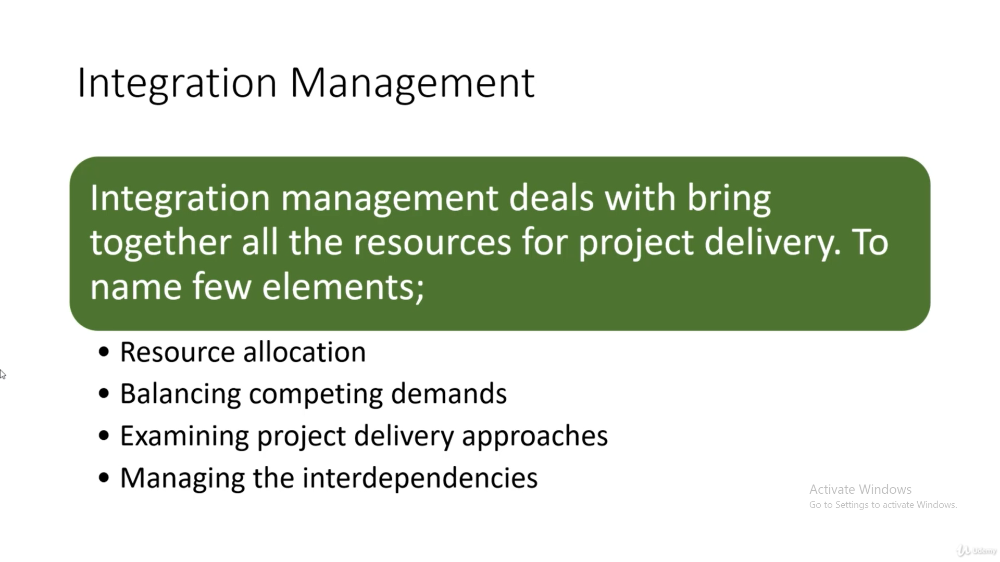 Integration Management
Integration management deals with bring
together all the resources for project delivery. To
name few elements;
• Resource allocation
• Balancing competing demands
• Examining project delivery approaches
• Managing the interdependencies
Activate Windows
Go to Settings to activate Windows.
Udemy